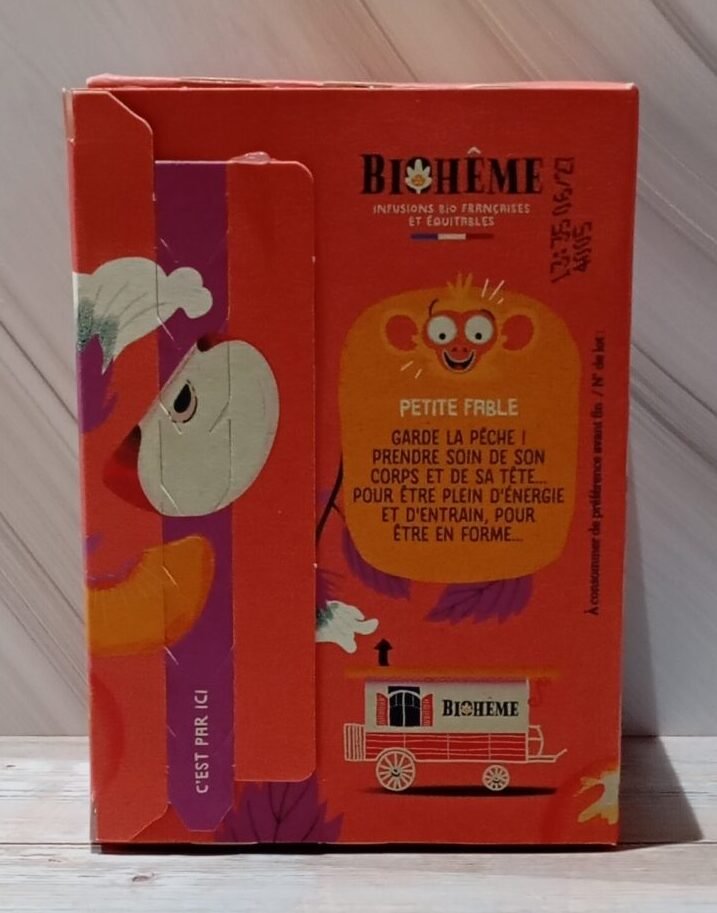 BIOHÊME
INFUSIONS BIO FRANÇAISES
ET ÉQUITABLES
PETITE FABLE
GARDE LA PÊCHE !
PRENDRE SOIN DE SON
CORPS ET DE SA TÊTE...
POUR ÊTRE PLEIN D'ÉNERGIE
ET D'ENTRAIN, POUR
ÊTRE EN FORME...
À consommer de préférence avant fin / N° de lot :
BIOHÊME
C'EST PAR ICI